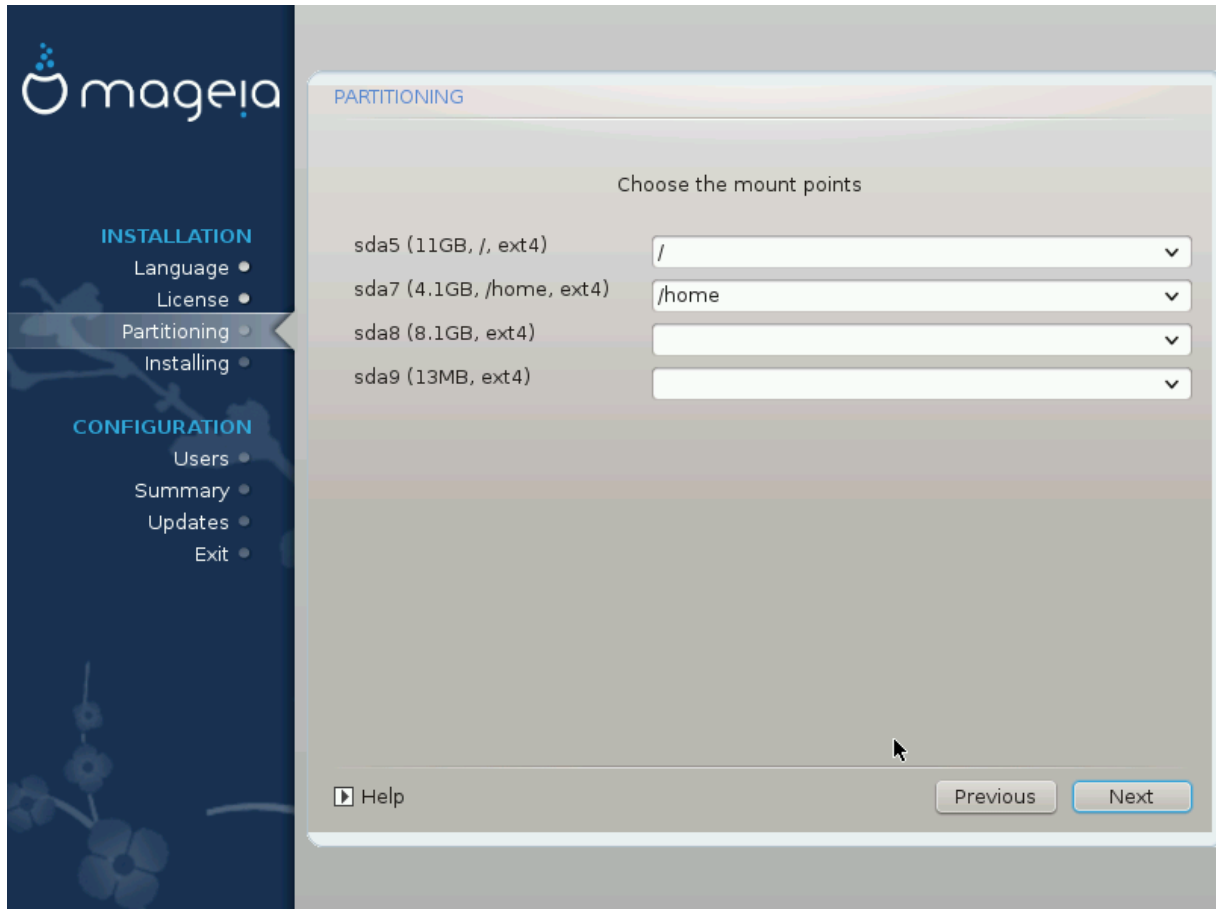 mageia
INSTALLATION
Language
License
Partitioning
Installing
CONFIGURATION
Users
Summary
Updates
Exit
PARTITIONING
Choose the mount points
sda5 (11GB, /, ext4) /
sda7 (4.1GB, /home, ext4) /home
sda8 (8.1GB, ext4)
sda9 (13MB, ext4)
Help Previous Next